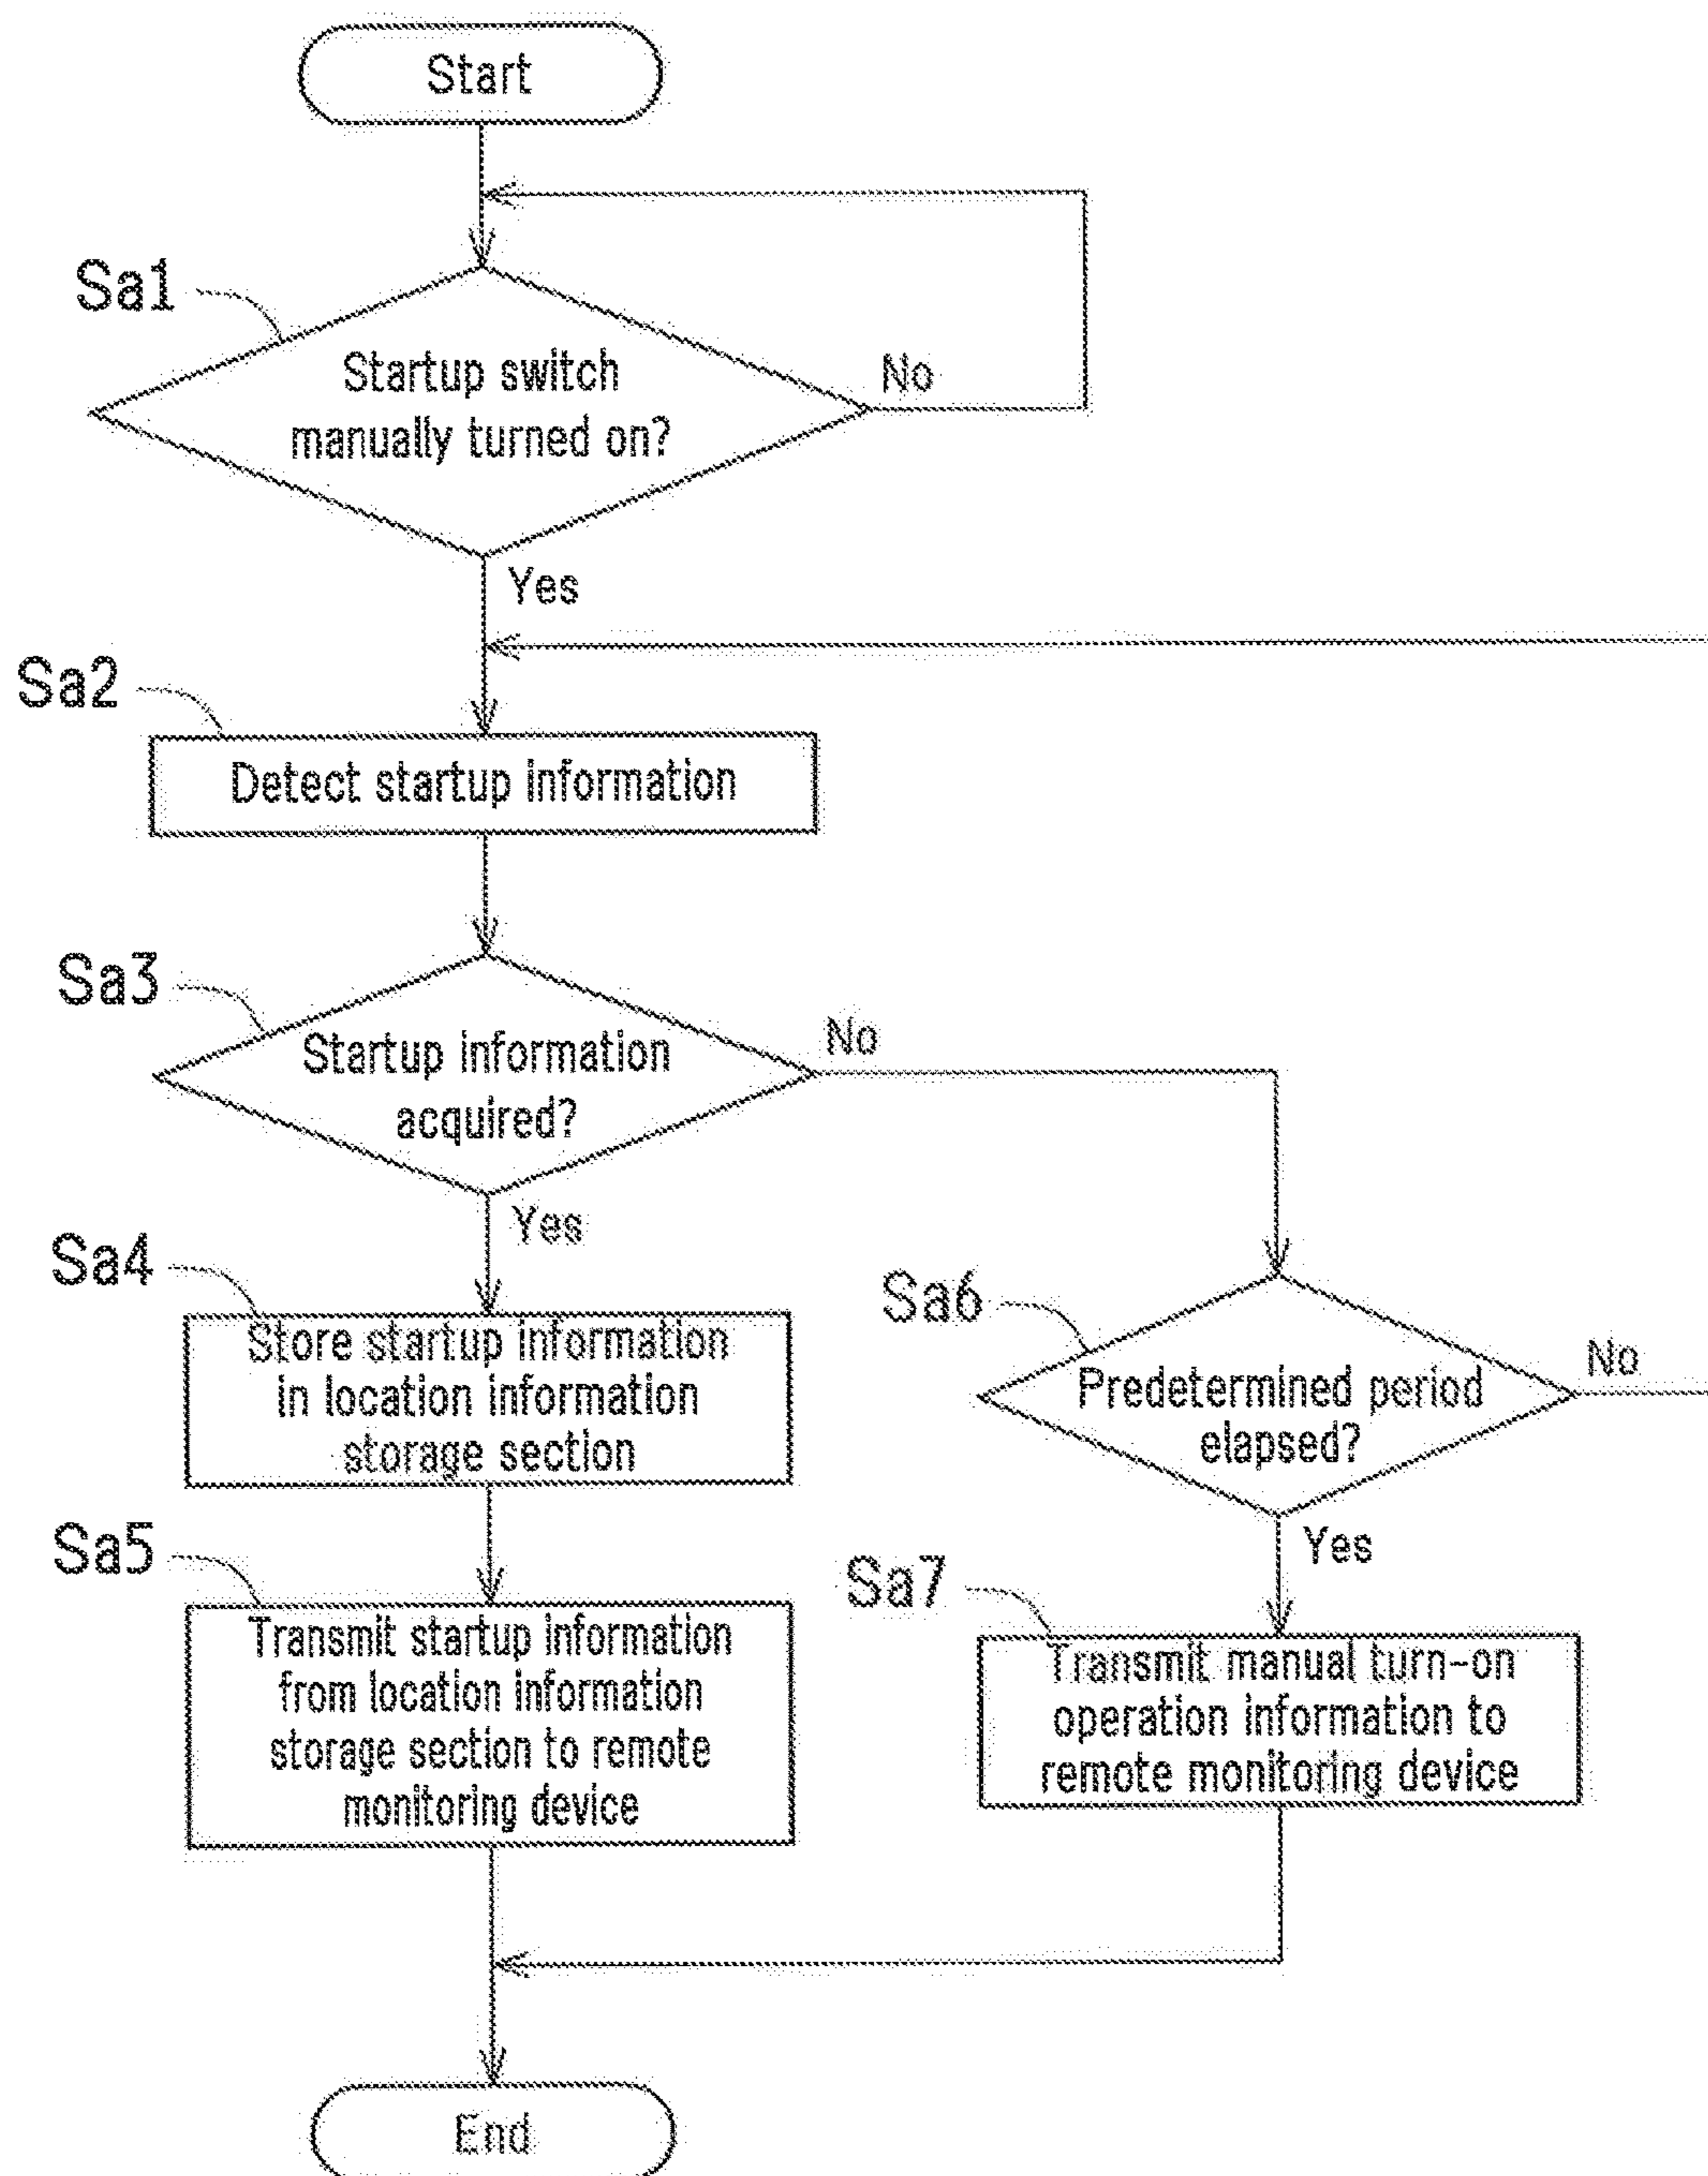 Start
Sa1
Startup switch
manually turned on?
No
Yes
Sa2
Detect startup information
Sa3
Startup information
acquired?
No
Yes
Sa4
Store startup information
in location information
storage section
Sa6
Predetermined period
elapsed?
No
Yes
Sa5
Transmit startup information
from location information
storage section to remote
monitoring device
Sa7
Transmit manual turn-on
operation information to
remote monitoring device
End